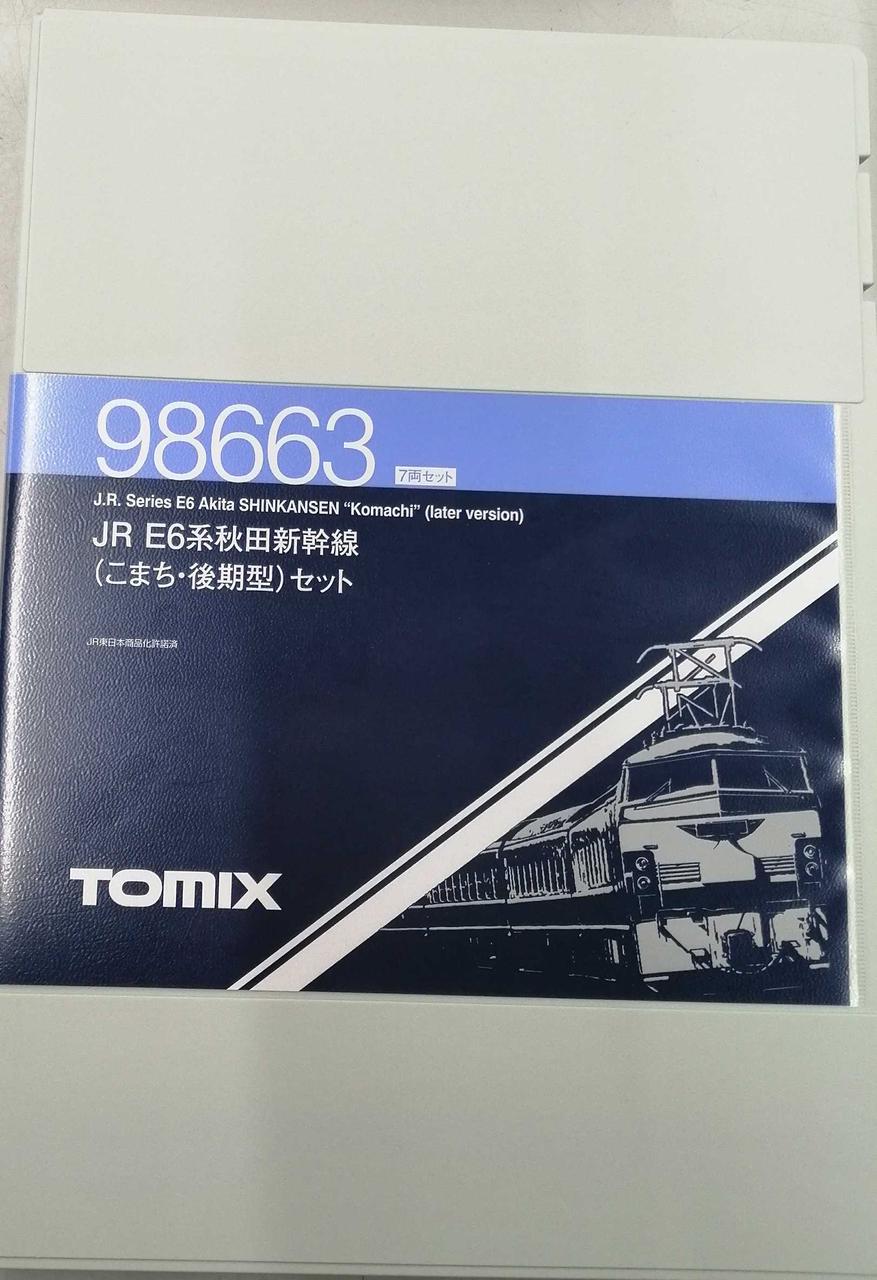 98663
7両セット
J.R. Series E6 Akita SHINKANSEN “Komachi” (later version)
JR E6系秋田新幹線
(こまち・後期型)セット
JR東日本商品化許諾済
TOMIX